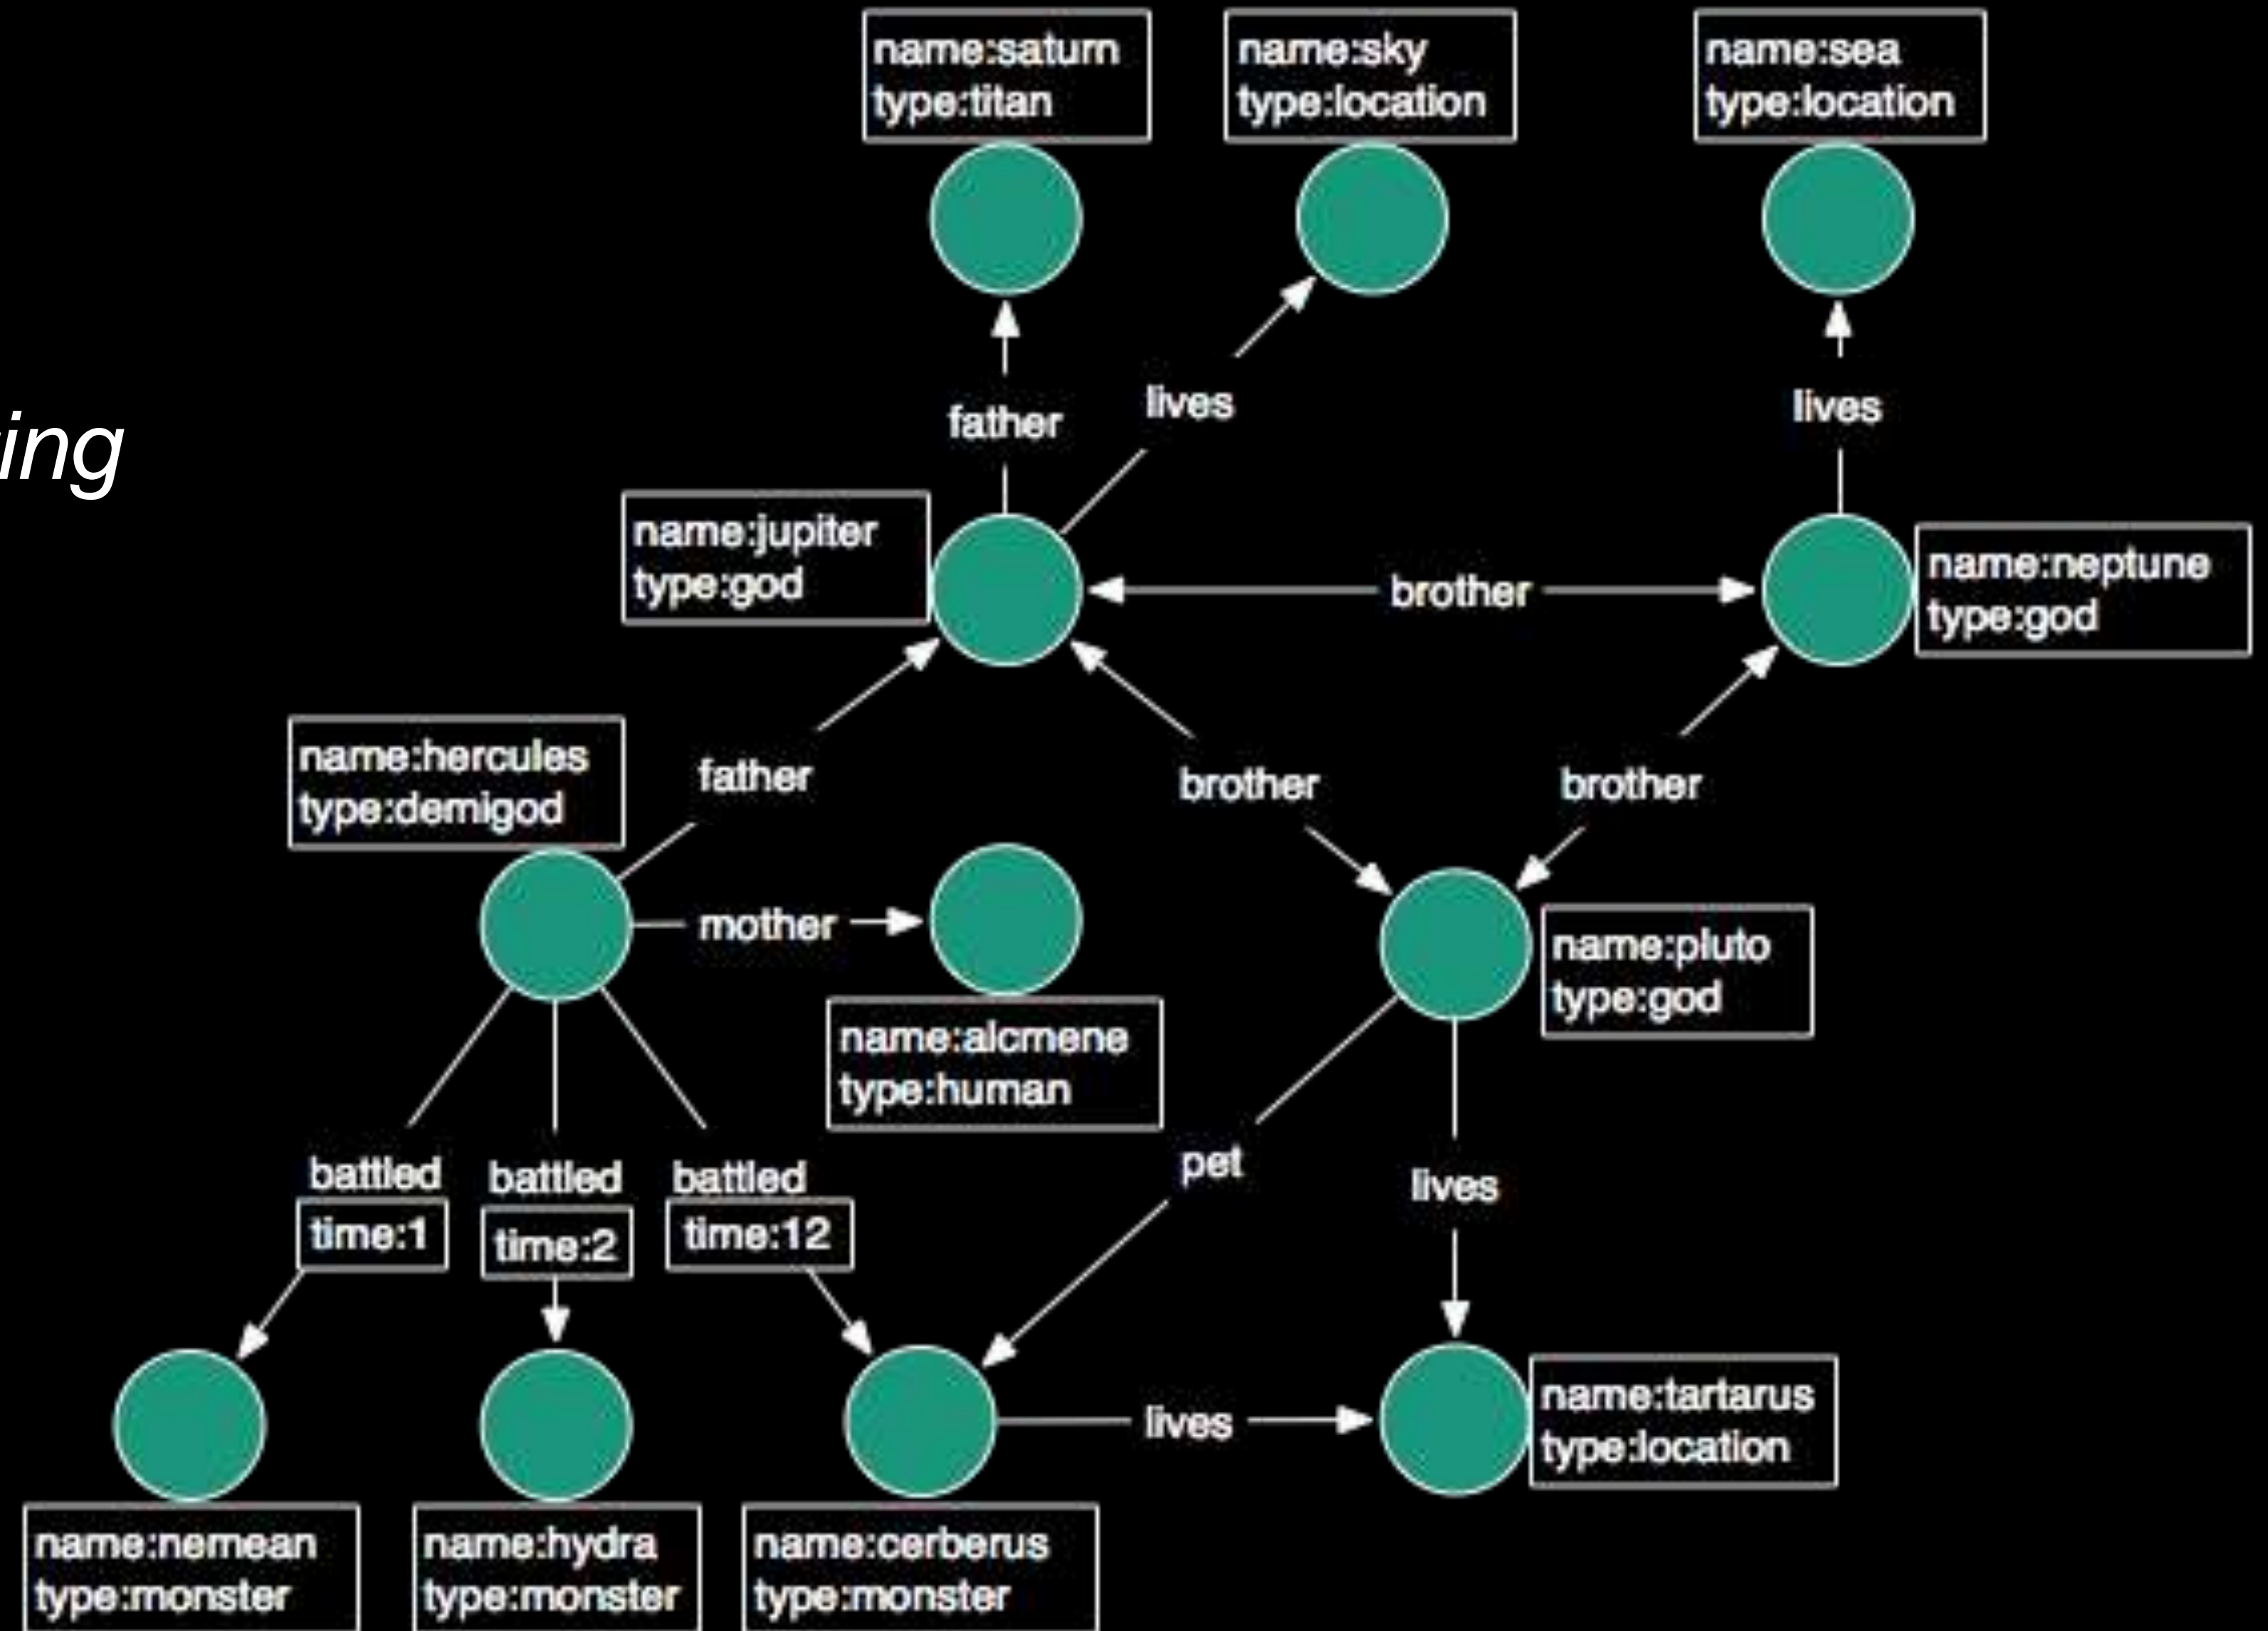 name:saturn
type:titan
name:sky
type:location
name:sea
type:location
father
lives
lives
ing
name:jupiter
type:god
brother
name:neptune
type:god
name:hercules
type:demigod
father
brother
brother
mother
name:alcmene
type:human
name:pluto
type:god
battled
time:1
battled
time:2
battled
time:12
pet
lives
lives
name:tartarus
type:location
name:nemean
type:monster
name:hydra
type:monster
name:cerberus
type:monster